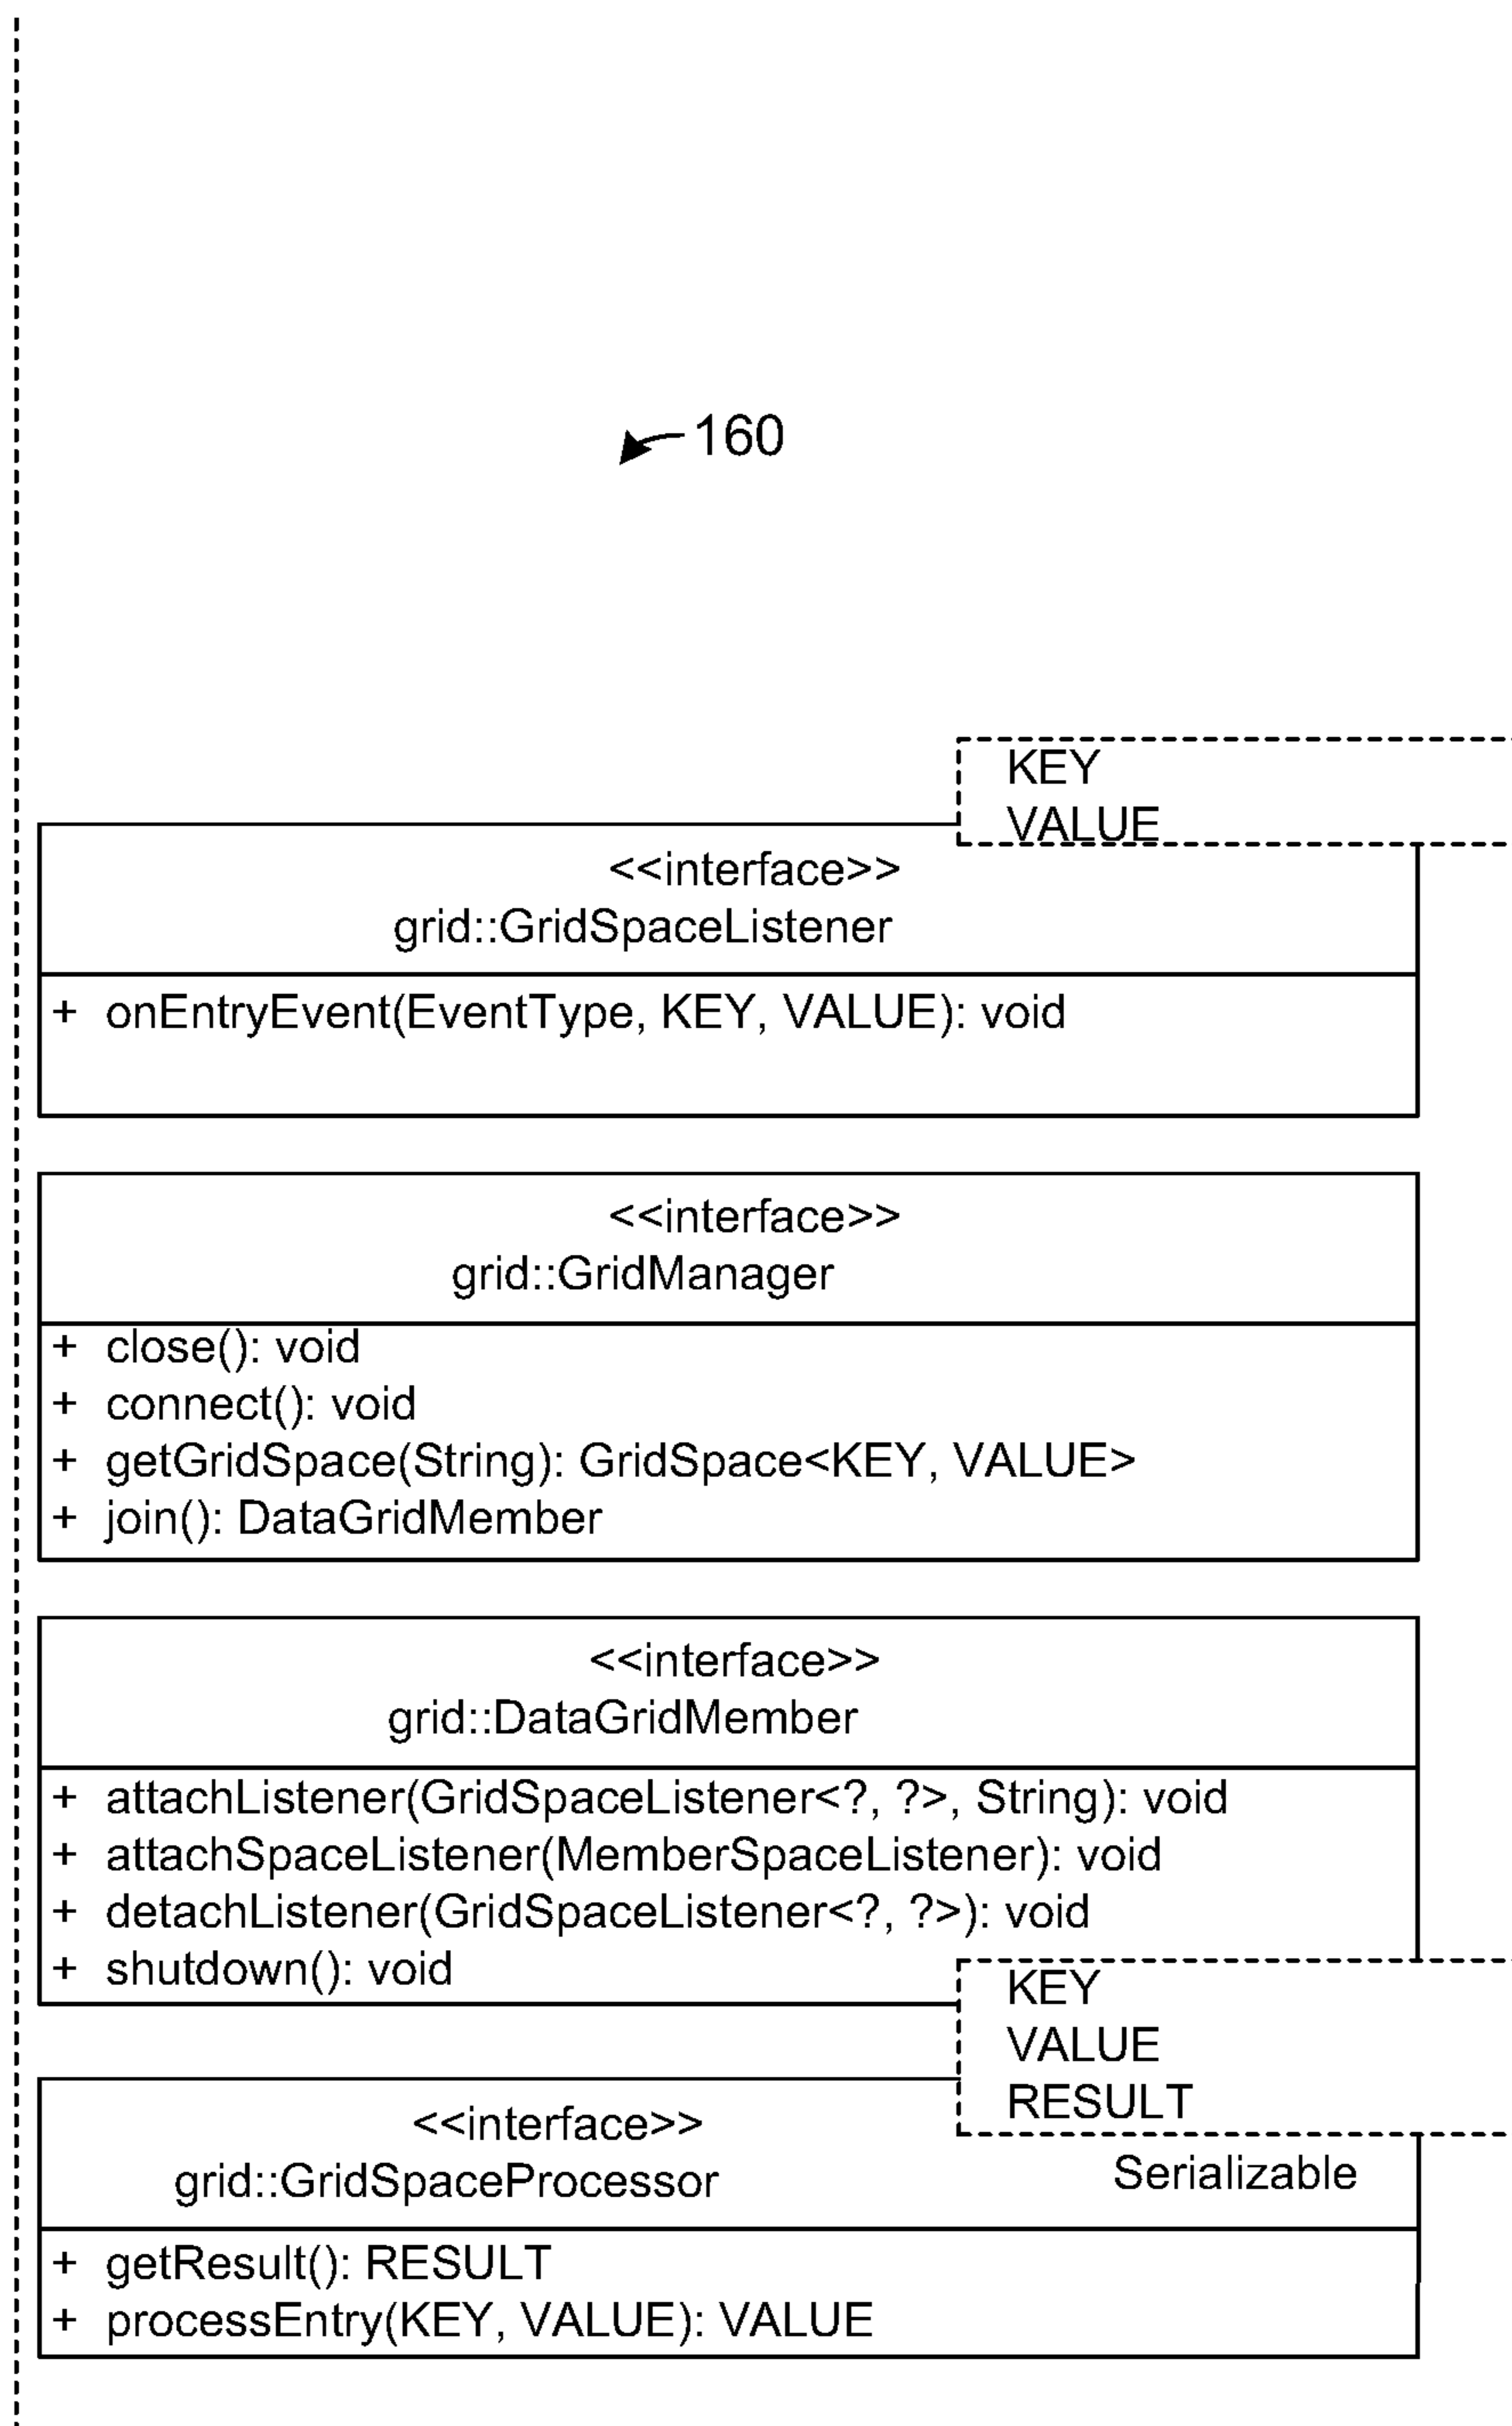 160
KEY
VALUE
<<interface>>
grid::GridSpaceListener
+ onEntryEvent(EventType, KEY, VALUE): void
<<interface>>
grid::GridManager
+ close(): void
+ connect(): void
+ getGridSpace(String): GridSpace<KEY, VALUE>
+ join(): DataGridMember
<<interface>>
grid::DataGridMember
+ attachListener(GridSpaceListener<?, ?>, String): void
+ attachSpaceListener(MemberSpaceListener): void
+ detachListener(GridSpaceListener<?, ?>): void
+ shutdown(): void
KEY
VALUE
RESULT
<<interface>>
Serializable
grid::GridSpaceProcessor
+ getResult(): RESULT
+ processEntry(KEY, VALUE): VALUE